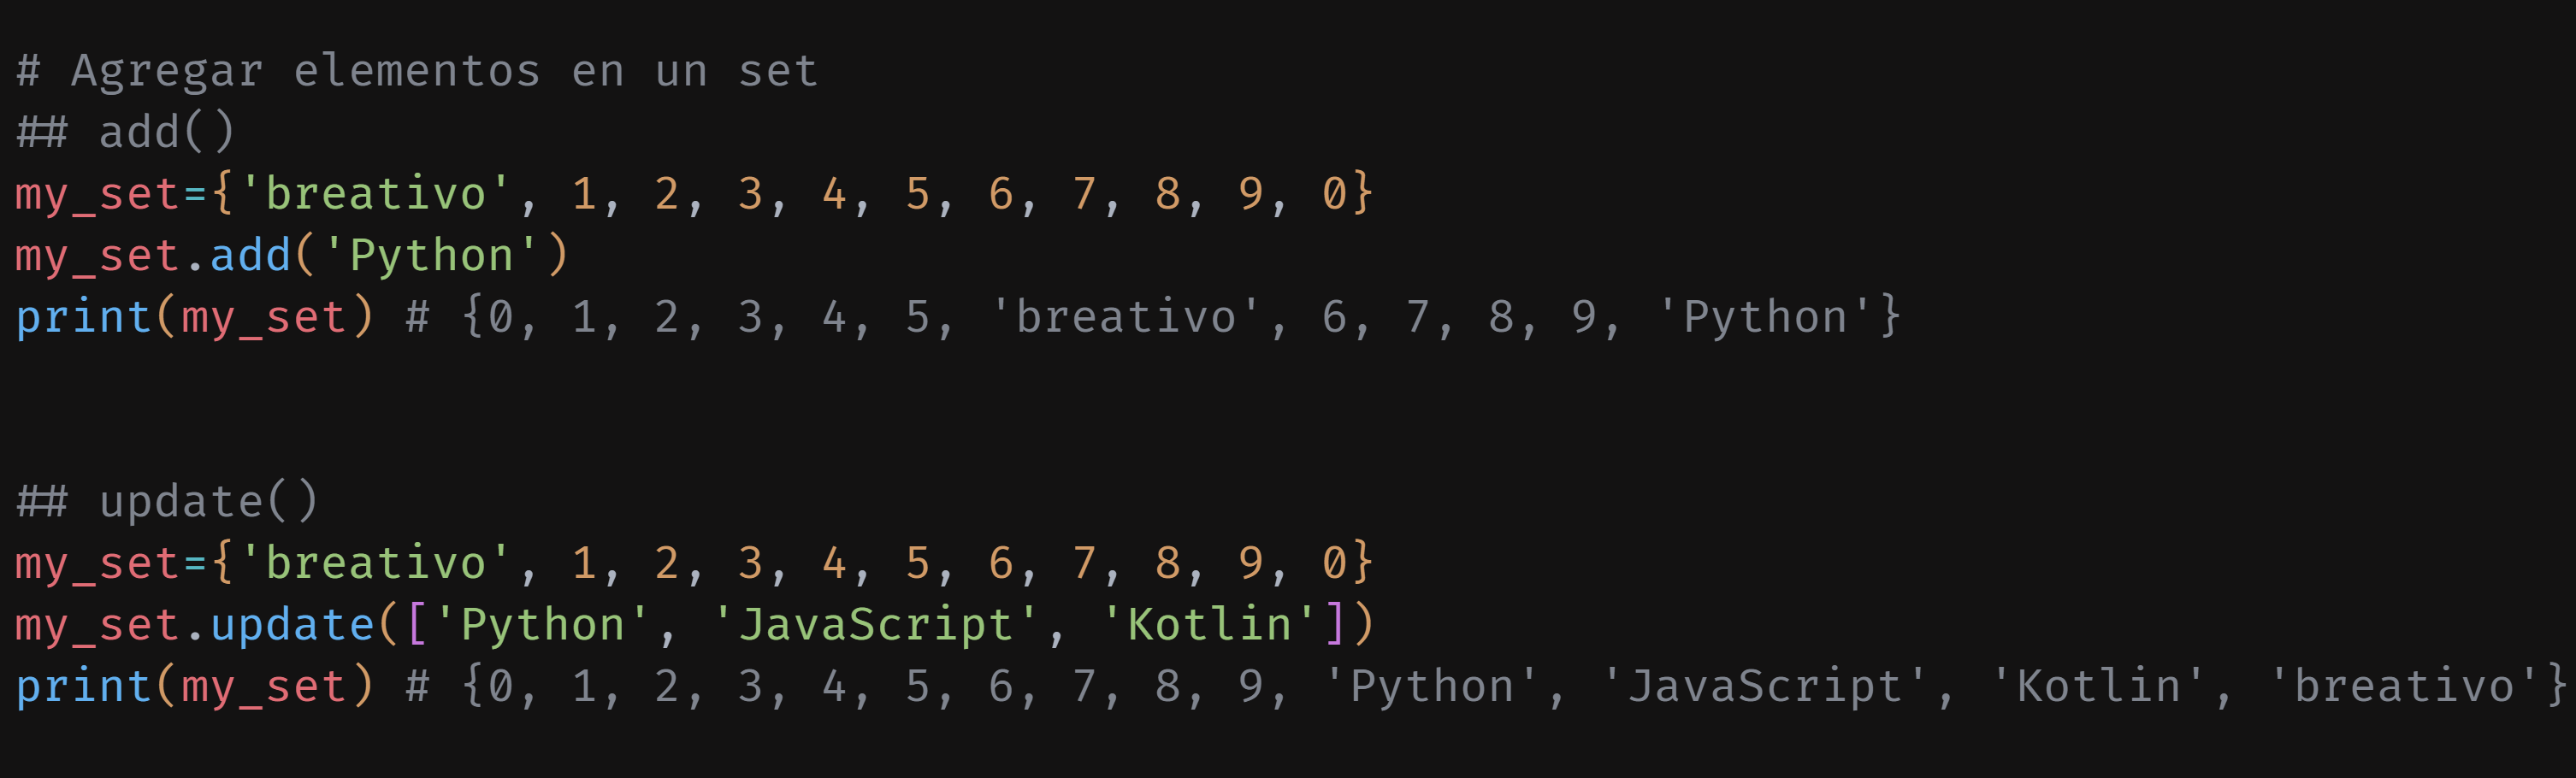 # Agregar elementos en un set
## add()
my_set={'breativo', 1, 2, 3, 4, 5, 6, 7, 8, 9, 0}
my_set.add('Python')
print(my_set) # {0, 1, 2, 3, 4, 5, 'breativo', 6, 7, 8, 9, 'Python'}
## update()
my_set={'breativo', 1, 2, 3, 4, 5, 6, 7, 8, 9, 0}
my_set.update(['Python', 'JavaScript', 'Kotlin'])
print(my_set) # {0, 1, 2, 3, 4, 5, 6, 7, 8, 9, 'Python', 'JavaScript', 'Kotlin', 'breativo'}